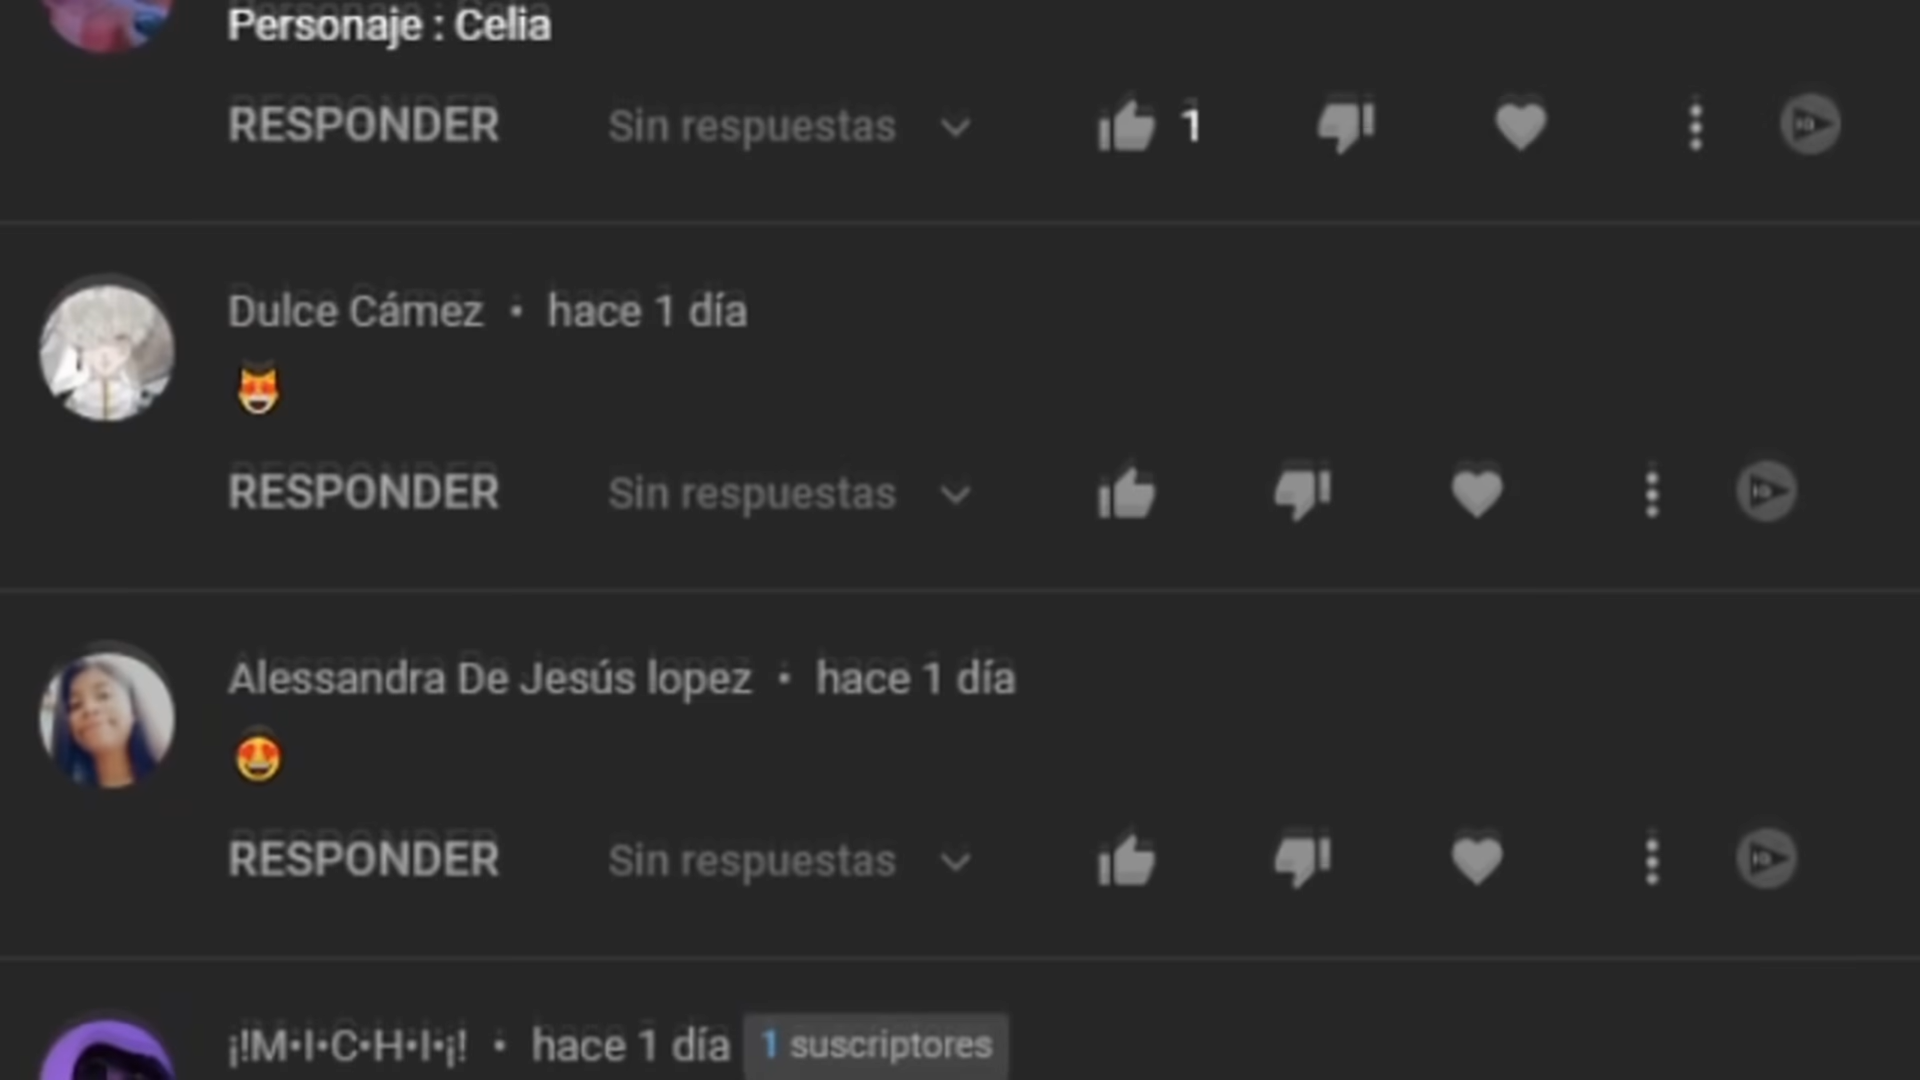 Personaje : Celia
RESPONDER Sin respuestas 1
Dulce Cámez • hace 1 día
😻
RESPONDER Sin respuestas
Alessandra De Jesús lopez • hace 1 día
😍
RESPONDER Sin respuestas
¡!M•I•C•H•I•¡! • hace 1 día 1 suscriptores